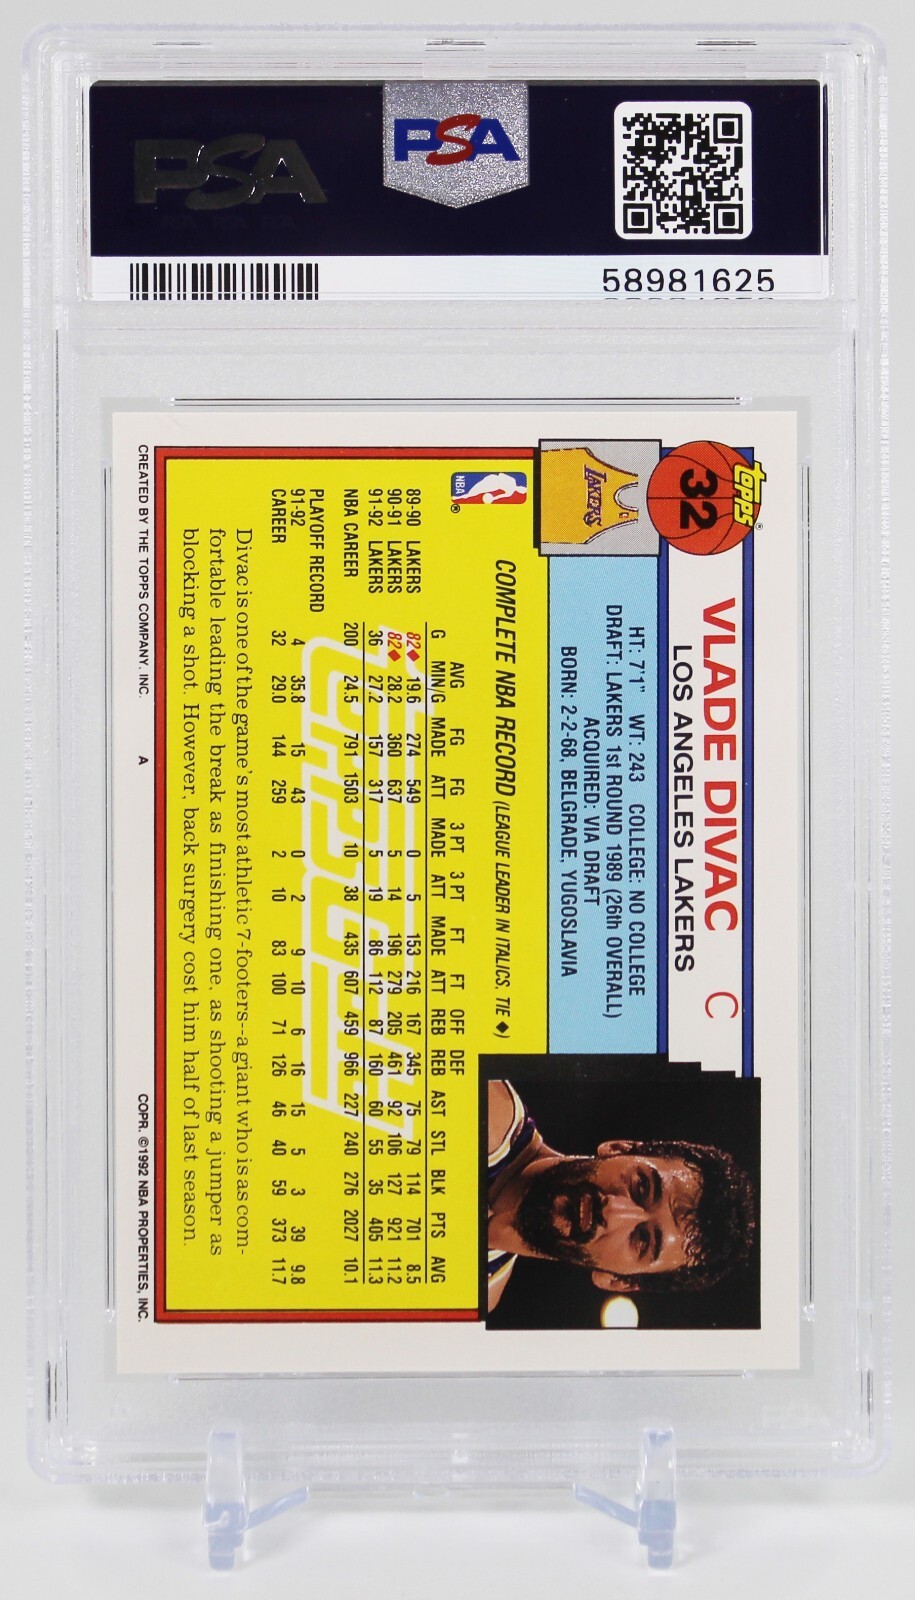 PSA
PSA
58981625
topps®
32
VLADE DIVAC C
LOS ANGELES LAKERS
LAKERS
HT: 7'1" WT: 243 COLLEGE: NO COLLEGE
DRAFT: LAKERS 1st ROUND 1989 (26th OVERALL)
ACQUIRED: VIA DRAFT
BORN: 2-2-68, BELGRADE, YUGOSLAVIA
NBA ®
COMPLETE NBA RECORD (LEAGUE LEADER IN ITALICS, TIE ♦)
AVG FG FG 3 PT 3 PT FT FT OFF DEF
G MIN/G MADE ATT MADE ATT MADE ATT REB REB AST STL BLK PTS AVG
89-90 LAKERS 82♦ 19.6 274 549 0 5 153 216 167 345 75 79 114 701 8.5
90-91 LAKERS 82♦ 28.2 360 637 5 14 196 279 205 461 92 106 127 921 11.2
91-92 LAKERS 36 27.2 157 317 5 19 86 112 87 160 60 55 35 405 11.3
NBA CAREER 200 24.5 791 1503 10 38 435 607 459 966 227 240 276 2027 10.1
PLAYOFF RECORD
91-92 4 35.8 15 43 0 2 9 10 6 16 15 5 3 39 9.8
CAREER 32 29.0 144 259 2 10 83 100 71 126 46 40 59 373 11.7
Divac is one of the game's most athletic 7-footers--a giant who is as com-
fortable leading the break as finishing one, as shooting a jumper as
blocking a shot. However, back surgery cost him half of last season.
CREATED BY THE TOPPS COMPANY, INC. A COPR. ©1992 NBA PROPERTIES, INC.